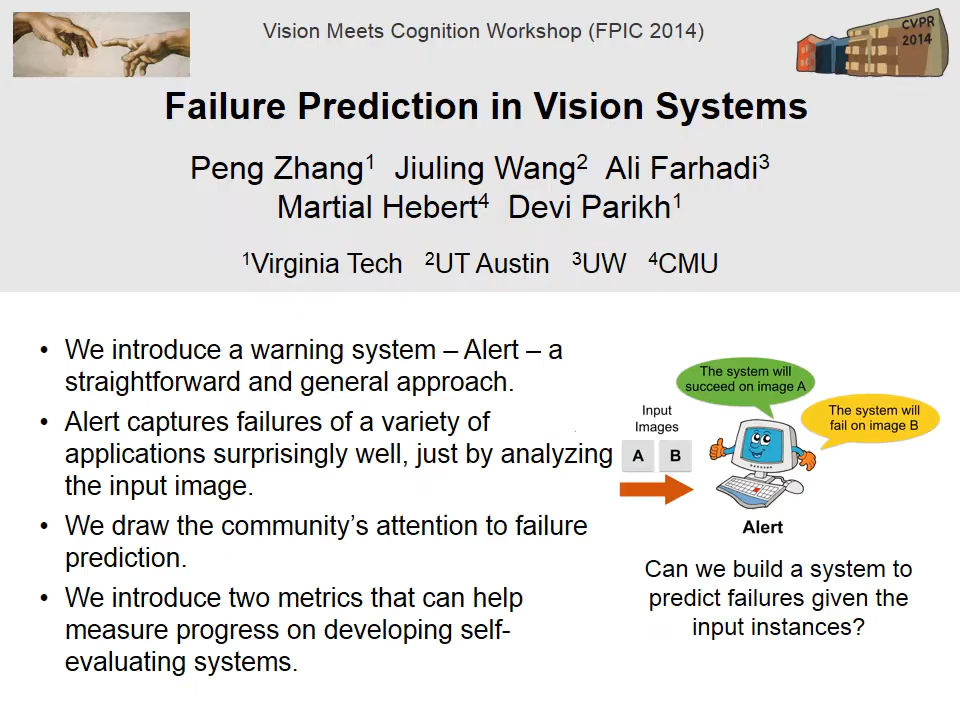 Vision Meets Cognition Workshop (FPIC 2014)
CVPR
2014
Failure Prediction in Vision Systems
Peng Zhang¹ Jiuling Wang² Ali Farhadi³
Martial Hebert⁴ Devi Parikh¹
¹Virginia Tech ²UT Austin ³UW ⁴CMU
• We introduce a warning system – Alert – a
straightforward and general approach.
• Alert captures failures of a variety of
applications surprisingly well, just by analyzing
the input image.
• We draw the community’s attention to failure
prediction.
• We introduce two metrics that can help
measure progress on developing self-
evaluating systems.
The system will
succeed on image A
The system will
fail on image B
Input
Images
A B
Alert
Can we build a system to
predict failures given the
input instances?